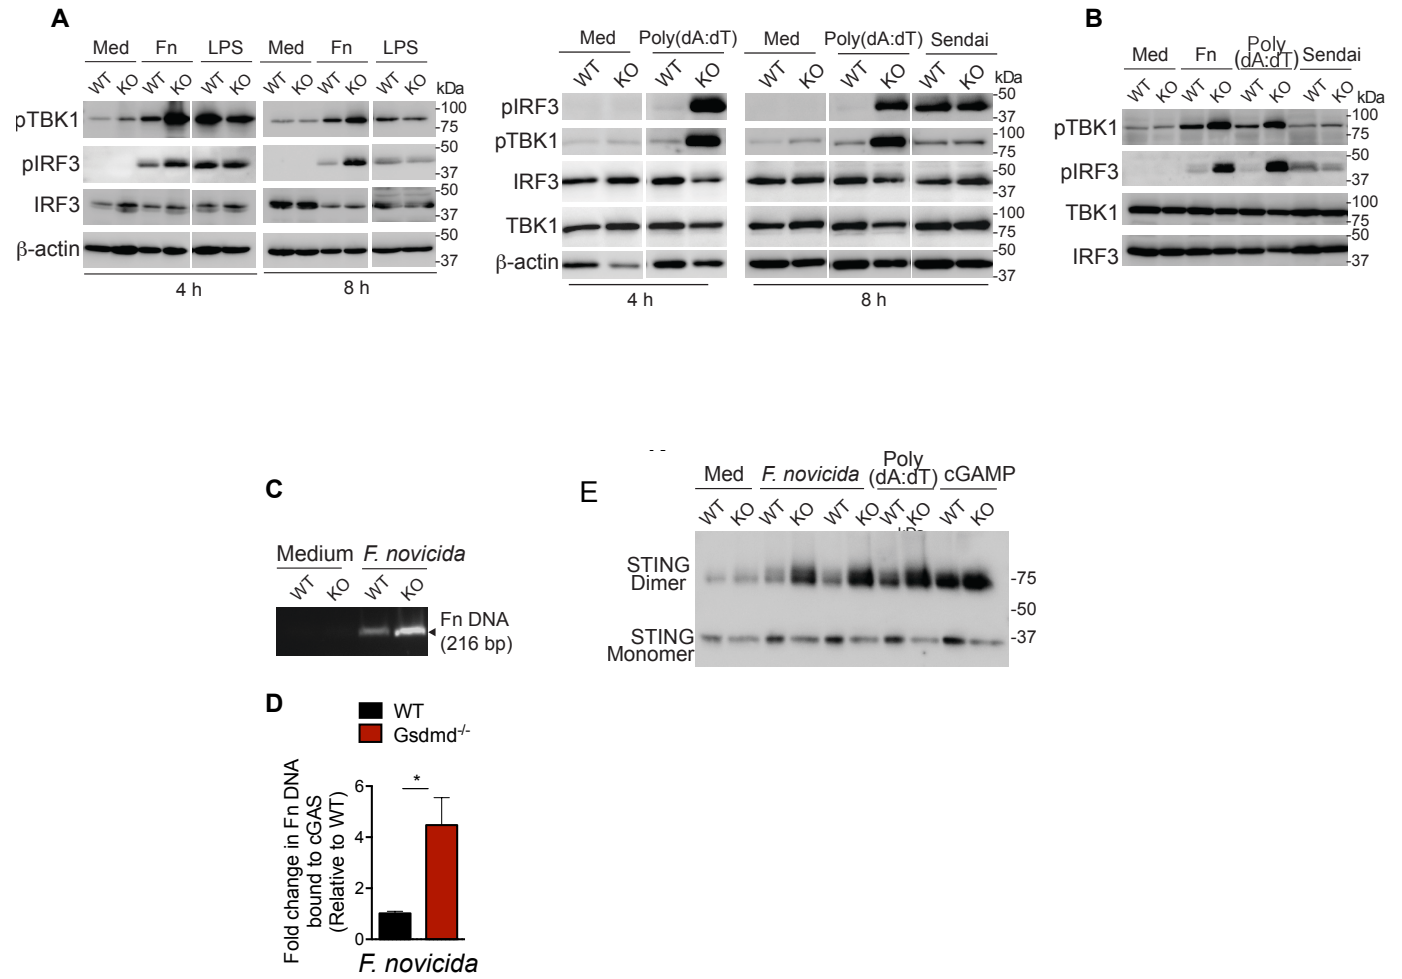 A
Med Fn LPS Med Fn LPS
WT KO WT KO WT KO WT KO WT KO WT KO
kDa
pTBK1
-100
-75
pIRF3
-50
-37
IRF3
-50
-37
β-actin
-50
-37
4 h 8 h
Med Poly(dA:dT) Med Poly(dA:dT) Sendai
WT KO WT KO WT KO WT KO WT KO
kDa
pIRF3
-50
-37
pTBK1
-100
-75
IRF3
-50
-37
TBK1
-100
-75
β-actin
-50
-37
4 h 8 h
B
Med Fn Poly (dA:dT) Sendai
WT KO WT KO WT KO WT KO
kDa
pTBK1
-100
-75
pIRF3
-50
-37
TBK1
-100
-75
IRF3
-50
-37
C
Medium F. novicida
WT KO WT KO
Fn DNA
(216 bp)
D
WT
Gsdmd-/-
Fold change in Fn DNA
bound to cGAS
(Relative to WT)
6
4
2
0
*
F. novicida
E
Med F. novicida Poly (dA:dT) cGAMP
WT KO WT KO WT KO WT KO WT KO
STING
Dimer
-75
-50
STING
Monomer
-37